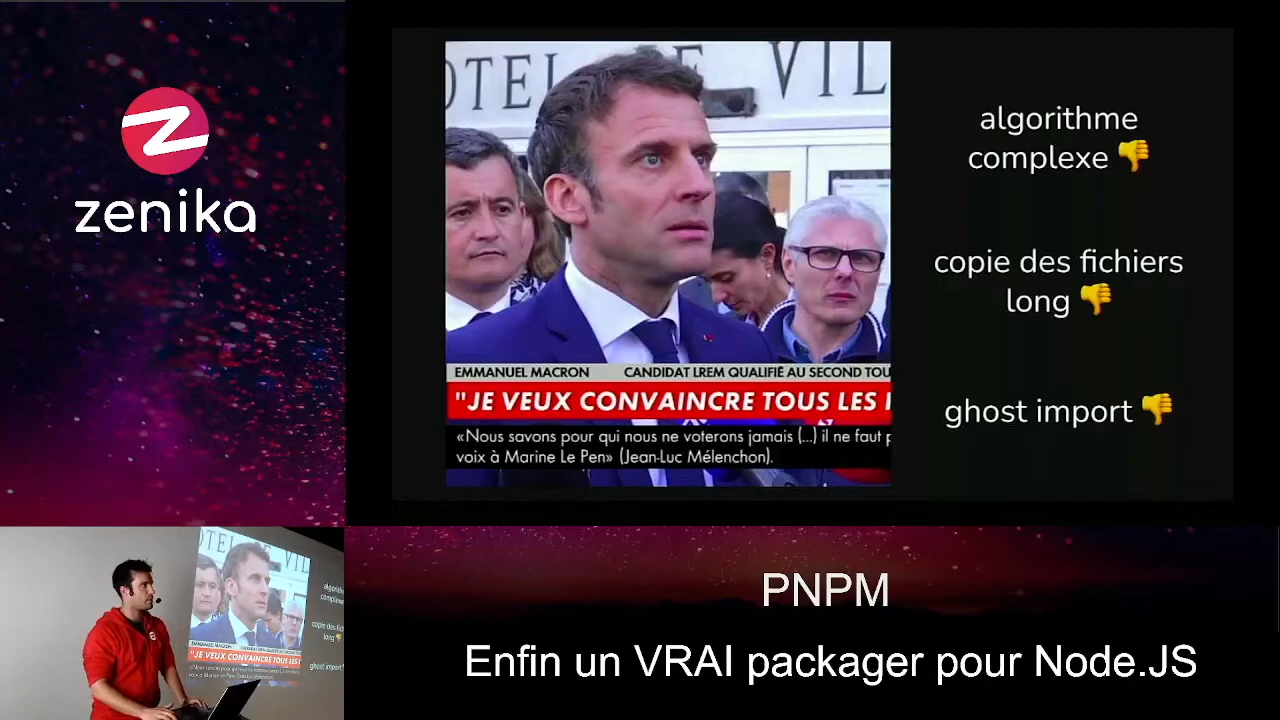 zenika
HOTEL DE VIL
algorithme
complexe 👎
copie des fichiers
long 👎
ghost import 👎
EMMANUEL MACRON CANDIDAT LREM QUALIFIÉ AU SECOND TOU
"JE VEUX CONVAINCRE TOUS LES
«Nous savons pour qui nous ne voterons jamais (...) il ne faut p
voix à Marine Le Pen» (Jean-Luc Mélenchon).
PNPM
Enfin un VRAI packager pour Node.JS